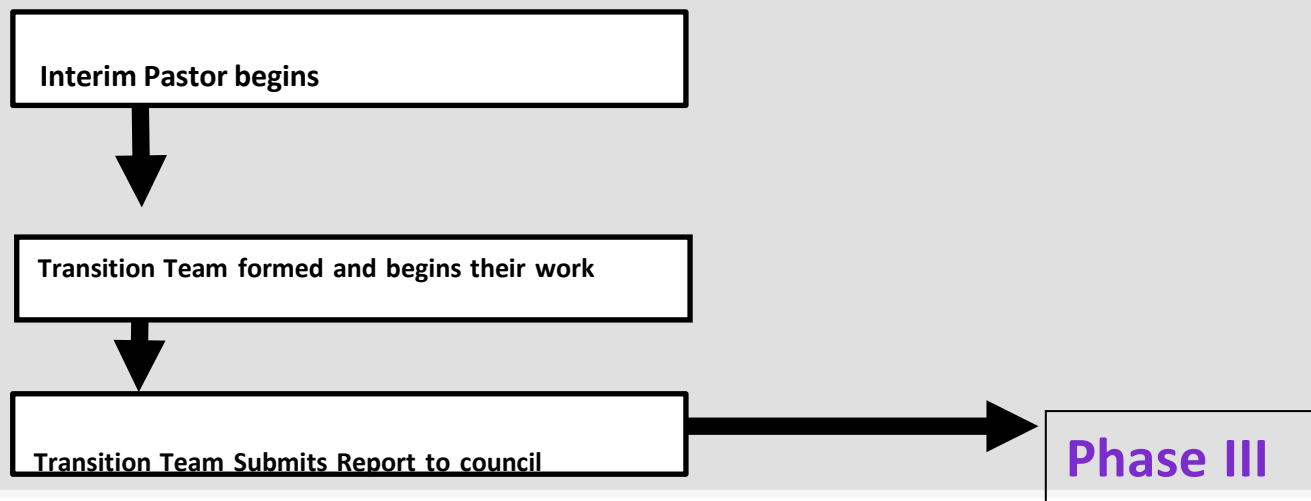 Interim Pastor begins
Transition Team formed and begins their work
Transition Team Submits Report to council
Phase III